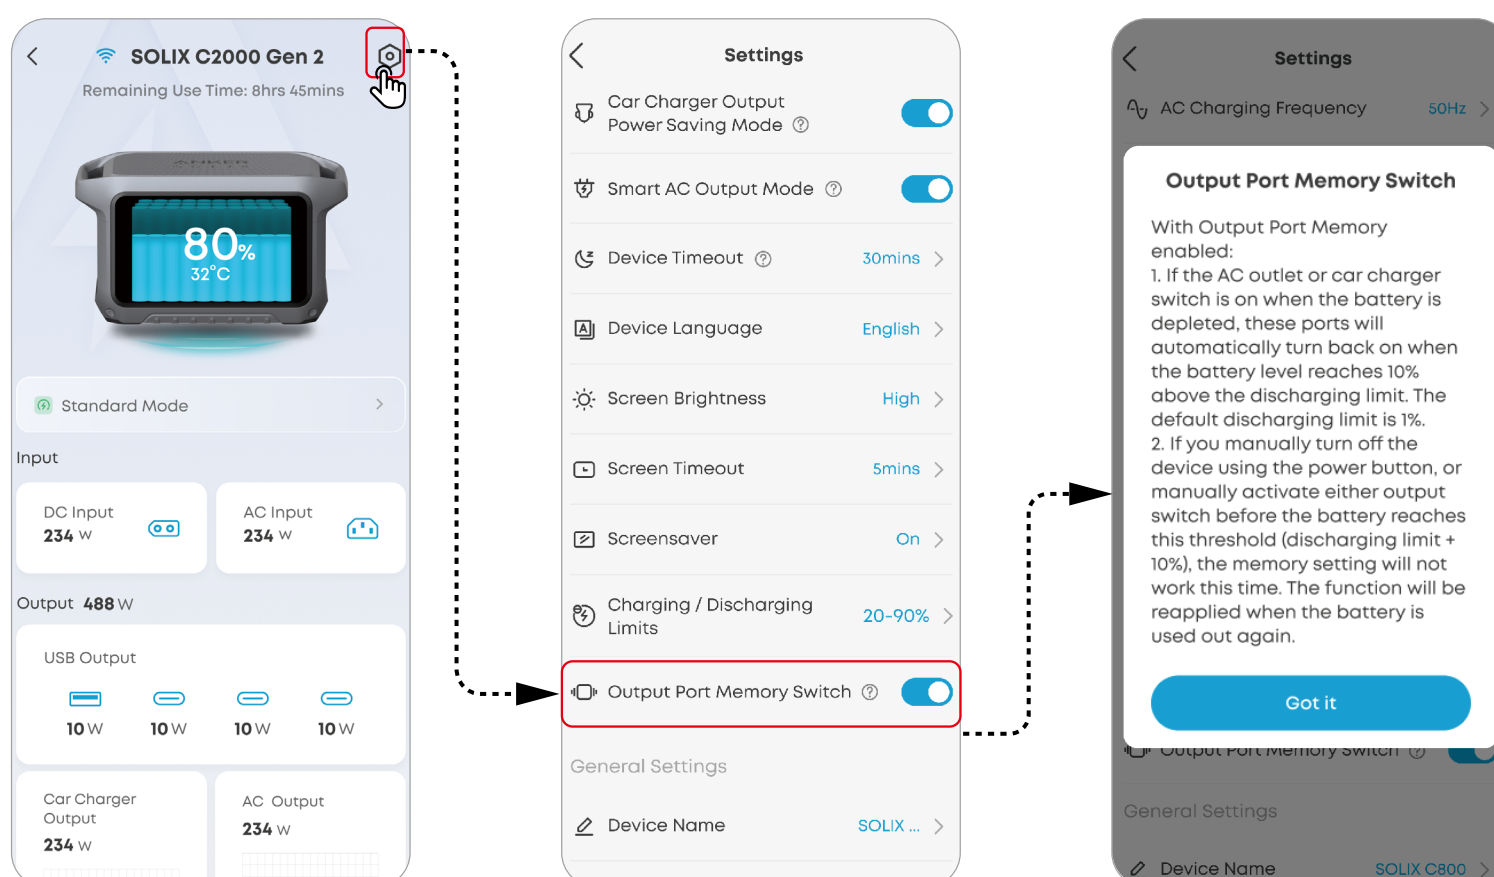 SOLIX C2000 Gen 2
Remaining Use Time: 8hrs 45mins
ANKER
80%
32°C
Standard Mode
Input
DC Input
234 W
AC Input
234 W
Output 488 W
USB Output
10 W
10 W
10 W
10 W
Car Charger
Output
234 W
AC Output
234 W
Settings
Car Charger Output
Power Saving Mode ?
Smart AC Output Mode ?
Device Timeout ? 30mins
Device Language English
Screen Brightness High
Screen Timeout 5mins
Screensaver On
Charging / Discharging
Limits 20-90%
Output Port Memory Switch ?
General Settings
Device Name SOLIX ...
Settings
AC Charging Frequency 50Hz
Output Port Memory Switch
With Output Port Memory
enabled:
1. If the AC outlet or car charger
switch is on when the battery is
depleted, these ports will
automatically turn back on when
the battery level reaches 10%
above the discharging limit. The
default discharging limit is 1%.
2. If you manually turn off the
device using the power button, or
manually activate either output
switch before the battery reaches
this threshold (discharging limit +
10%), the memory setting will not
work this time. The function will be
reapplied when the battery is
used out again.
Got it
Output Port Memory Switch ?
General Settings
Device Name SOLIX C800